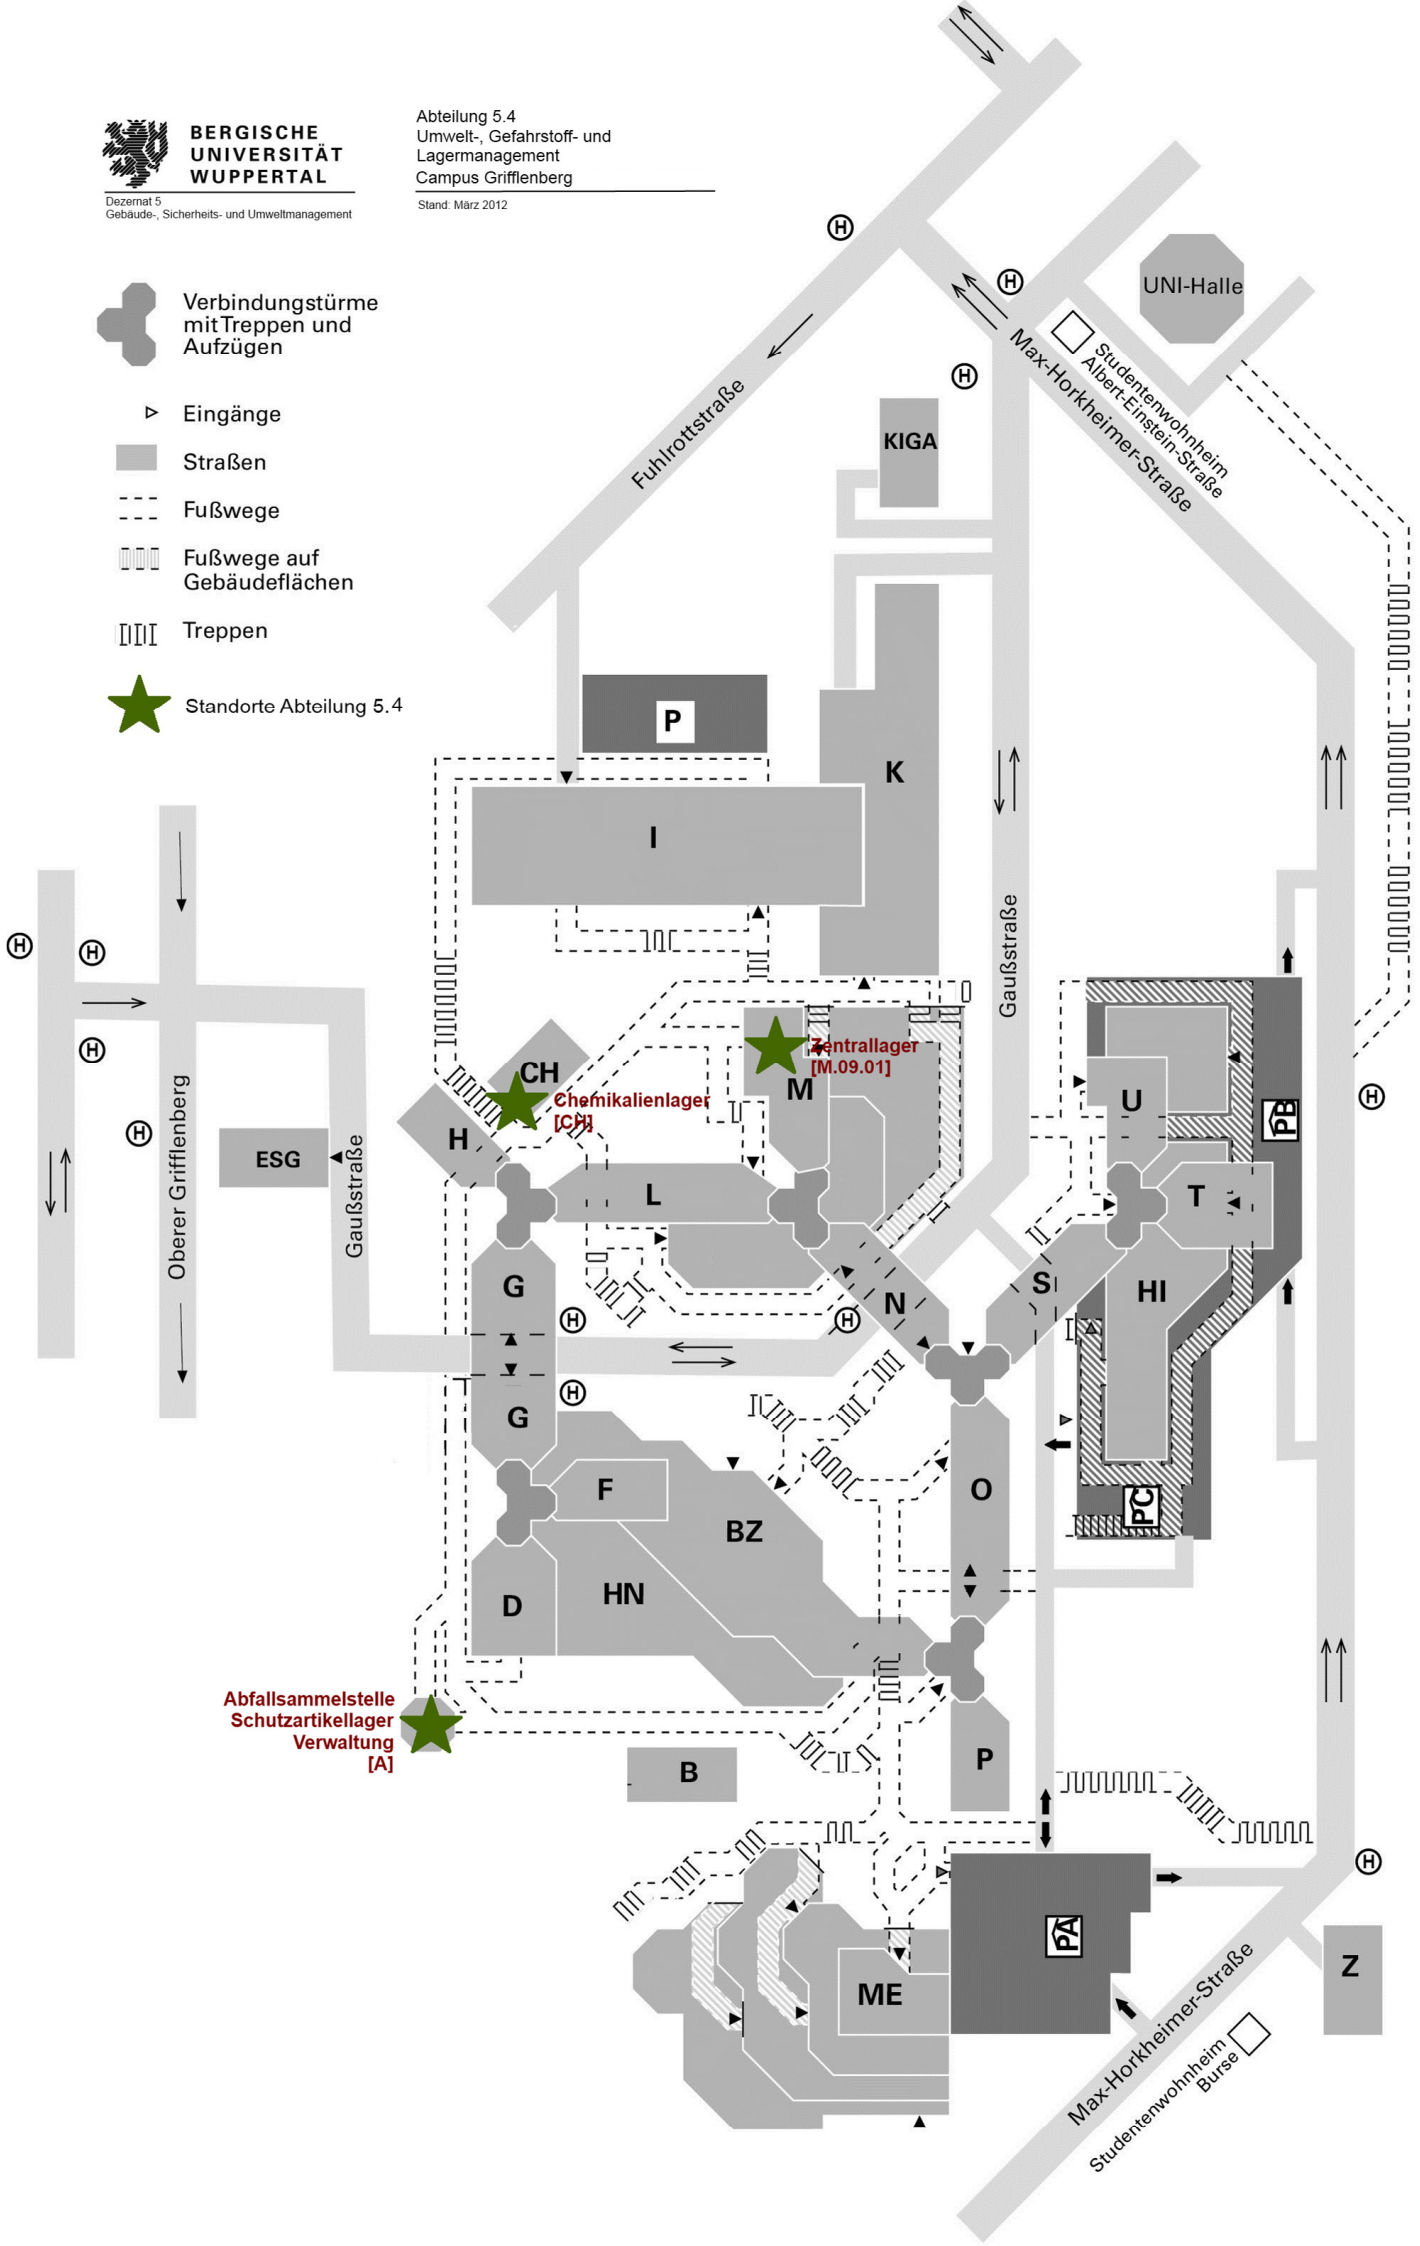 BERGISCHE
UNIVERSITÄT
WUPPERTAL
Dezernat 5
Gebäude-, Sicherheits- und Umweltmanagement
Abteilung 5.4
Umwelt-, Gefahrstoff- und
Lagermanagement
Campus Grifflenberg
Stand: März 2012
Verbindungstürme
mit Treppen und
Aufzügen
Eingänge
Straßen
Fußwege
Fußwege auf
Gebäudeflächen
Treppen
Standorte Abteilung 5.4
H
H
H
UNI-Halle
Studentenwohnheim
Albert-Einstein-Straße
Max-Horkheimer-Straße
Fuhlrottstraße
KIGA
P
K
I
Gaußstraße
H
H
H
H
Oberer Grifflenberg
ESG
Gaußstraße
CH
Chemikalienlager
[CH]
H
Zentrallager
[M.09.01]
M
L
U
PB
H
T
G
S
HI
N
H
H
H
G
F
BZ
O
PC
D
HN
Abfallsammelstelle
Schutzartikellager
Verwaltung
[A]
B
P
H
PA
ME
Z
Max-Horkheimer-Straße
Studentenwohnheim
Burse